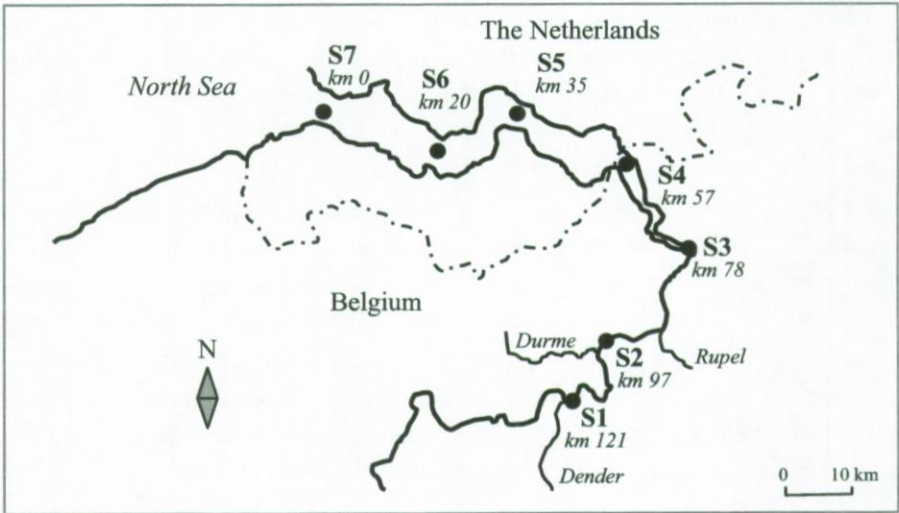 The Netherlands
North Sea
S7
km 0
S6
km 20
S5
km 35
S4
km 57
S3
km 78
Belgium
N
Durme
S2
km 97
Rupel
S1
km 121
Dender
0 10 km